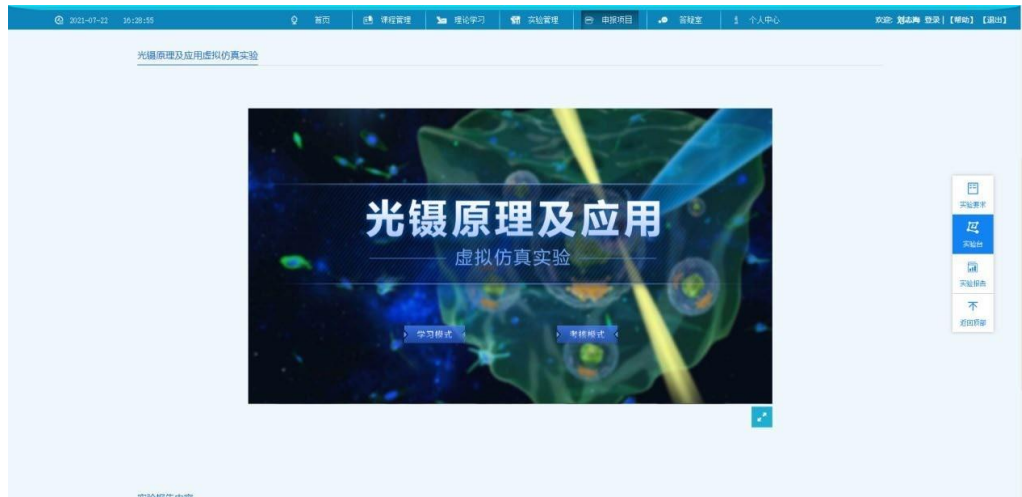 2021-07-22 16:28:55 首页 课程管理 理论学习 实验管理 申报项目 答疑室 个人中心 欢迎: 登录 | 【帮助】 【退出】
光镊原理及应用虚拟仿真实验
光镊原理及应用
虚拟仿真实验
学习模式 考核模式
实验要求
实验台
实验报告
返回顶部